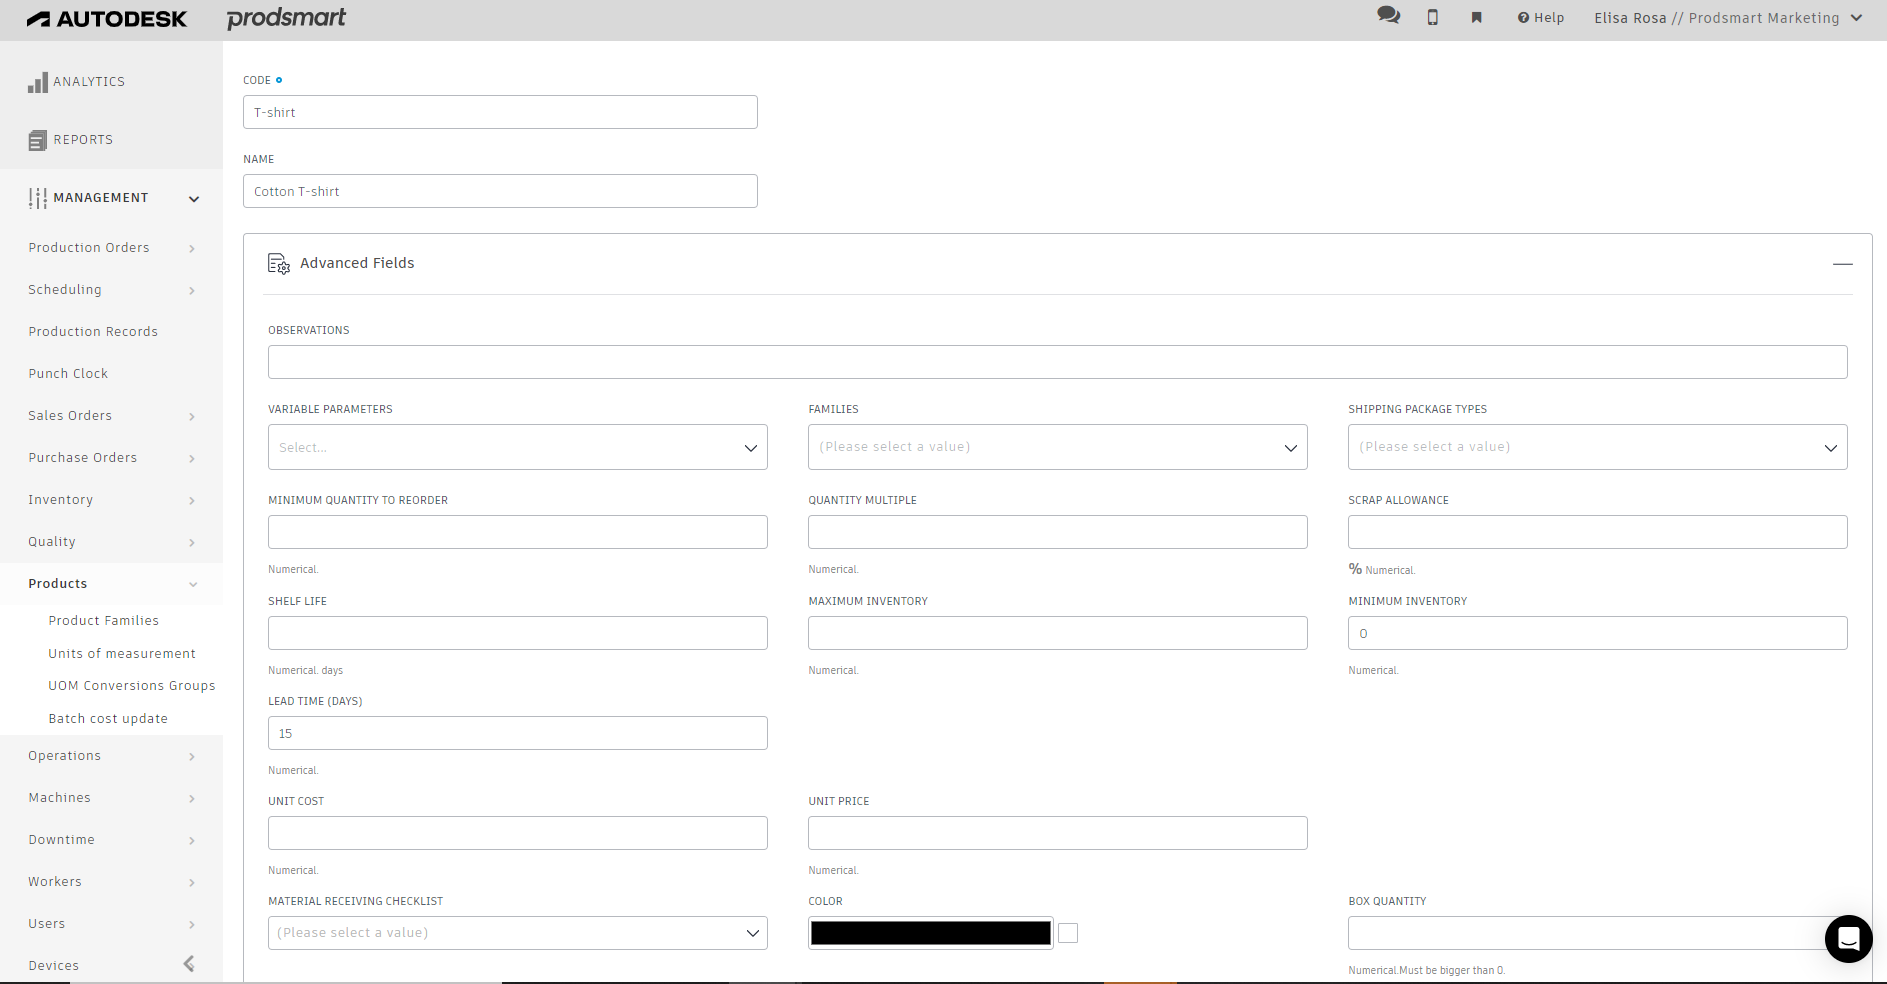 AUTODESK prodsmart
Help
Elisa Rosa // Prodsmart Marketing
ANALYTICS
REPORTS
MANAGEMENT
Production Orders
Scheduling
Production Records
Punch Clock
Sales Orders
Purchase Orders
Inventory
Quality
Products
Product Families
Units of measurement
UOM Conversions Groups
Batch cost update
Operations
Machines
Downtime
Workers
Users
Devices
CODE
T-shirt
NAME
Cotton T-shirt
Advanced Fields
OBSERVATIONS
VARIABLE PARAMETERS FAMILIES SHIPPING PACKAGE TYPES
Select... (Please select a value) (Please select a value)
MINIMUM QUANTITY TO REORDER QUANTITY MULTIPLE SCRAP ALLOWANCE
Numerical. Numerical. % Numerical.
SHELF LIFE MAXIMUM INVENTORY MINIMUM INVENTORY
0
Numerical. days Numerical. Numerical.
LEAD TIME (DAYS)
15
Numerical.
UNIT COST UNIT PRICE
Numerical. Numerical.
MATERIAL RECEIVING CHECKLIST COLOR BOX QUANTITY
(Please select a value)
Numerical.Must be bigger than 0.